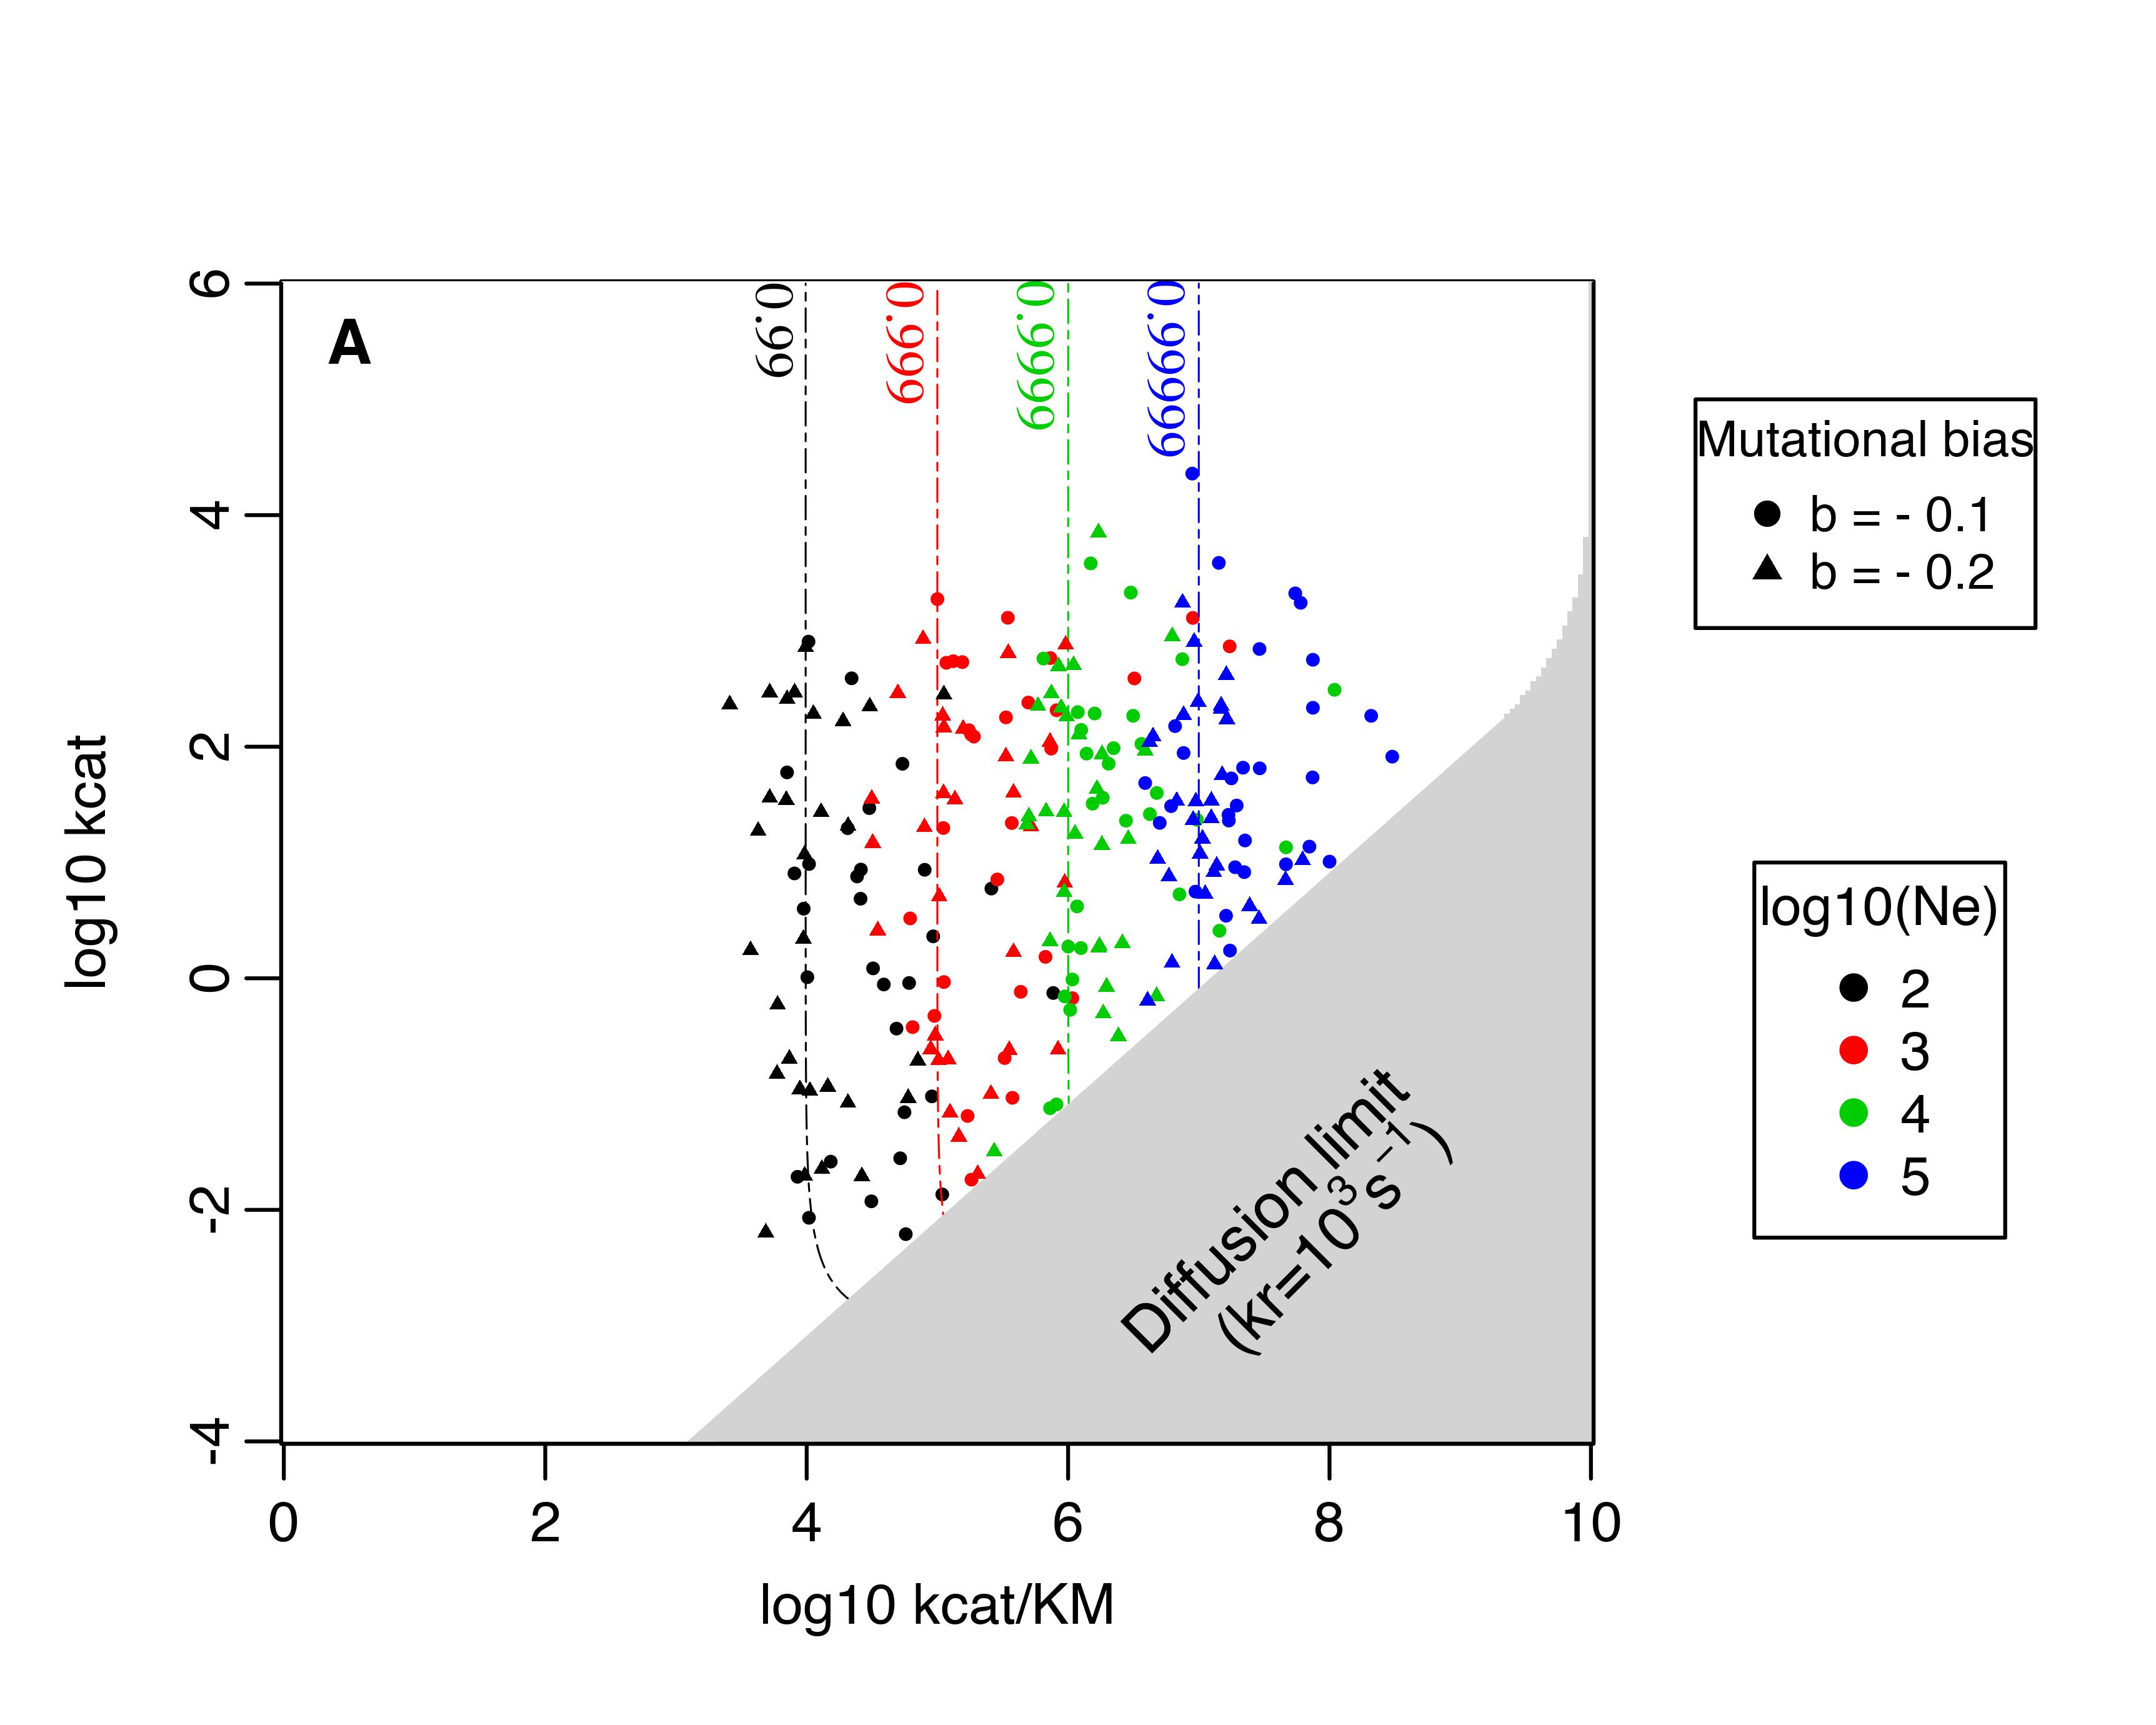 A
0.99
0.999
0.9999
0.99999
6
4
2
0
-2
-4
log10 kcat
0
2
4
6
8
10
log10 kcat/KM
Diffusion limit
(kr=10³s⁻¹)
Mutational bias
b = - 0.1
b = - 0.2
log10(Ne)
2
3
4
5